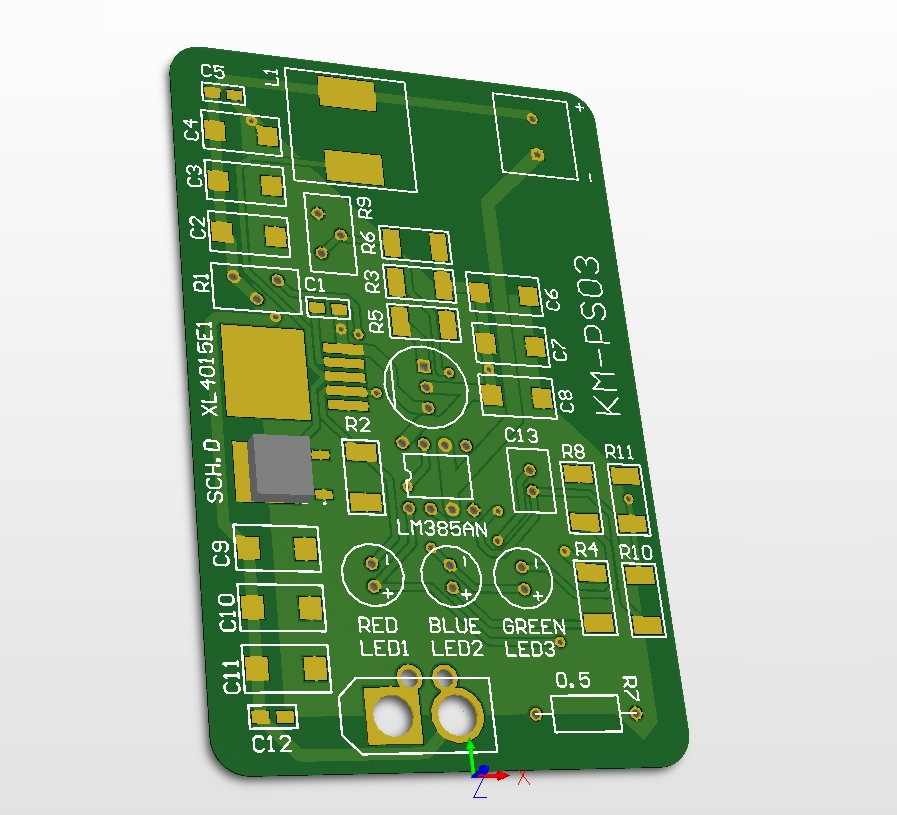 C5
L1
+
-
C4
C3
C2
R9
R6
R3
R5
R1
C1
C6
C7
C8
KM-PS03
XL4015E1
R2
SCH.D
C13
R8
R11
LM385AN
C9
R4
R10
C10
-
+
-
+
-
+
RED
LED1
BLUE
LED2
GREEN
LED3
C11
0.5
R7
C12
X
Z